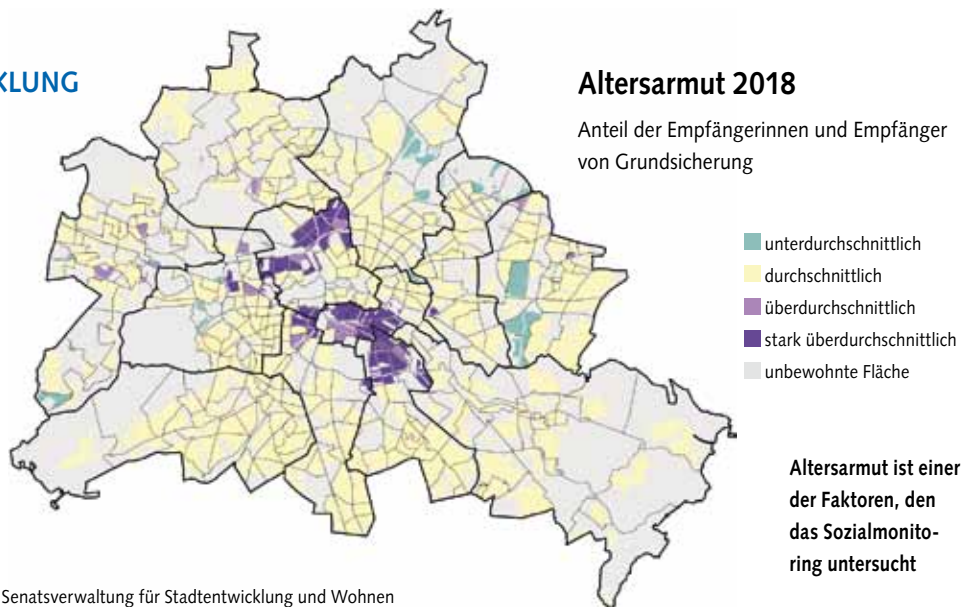 KLUNG
Altersarmut 2018
Anteil der Empfängerinnen und Empfänger
von Grundsicherung
unterdurchschnittlich
durchschnittlich
überdurchschnittlich
stark überdurchschnittlich
unbewohnte Fläche
Altersarmut ist einer
der Faktoren, den
das Sozialmonito-
ring untersucht
Senatsverwaltung für Stadtentwicklung und Wohnen